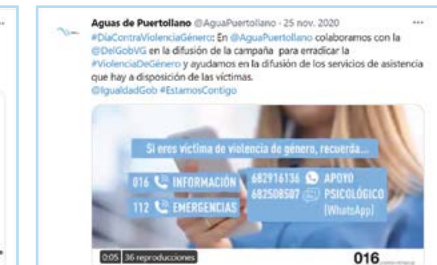 Aguas de Puertollano @AguaPuertollano · 25 nov. 2020
#DíaContraViolenciaGénero: En @AguaPuertollano colaboramos con la
@DelGobVG en la difusión de la campaña para erradicar la
#ViolenciaDeGénero y ayudamos en la difusión de los servicios de asistencia
que hay a disposición de las víctimas.
@IgualdadGob #EstamosContigo
Si eres víctima de violencia de género, recuerda...
016 INFORMACIÓN
112 EMERGENCIAS
682916136 APOYO
682508507 PSICOLÓGICO
(WhatsApp)
0:05 36 reproducciones
016